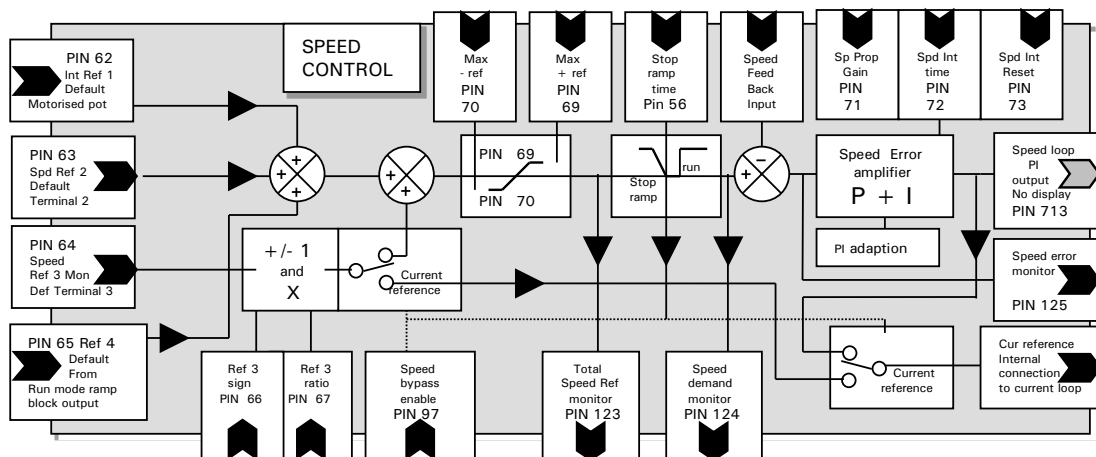 SPEED
CONTROL
PIN 62
Int Ref 1
Default
Motorised pot
PIN 63
Spd Ref 2
Default
Terminal 2
PIN 64
Speed
Ref 3 Mon
Def Terminal 3
PIN 65 Ref 4
Default
From
Run mode ramp
block output
Max
- ref
PIN
70
Max
+ ref
PIN
69
Stop
ramp
time
Pin 56
Speed
Feed
Back
Input
Sp Prop
Gain
PIN
71
Spd Int
time
PIN
72
Spd Int
Reset
PIN
73
+
+
+
+
+
PIN 69
PIN 70
run
Stop
ramp
−
+
Speed Error
amplifier
P + I
PI adaption
Speed loop
PI
output
No display
PIN 713
Speed error
monitor
PIN 125
+/- 1
and
X
Current
reference
Current
reference
Cur reference
Internal
connection
to current loop
Ref 3
sign
PIN 66
Ref 3
ratio
PIN 67
Speed
bypass
enable
PIN 97
Total
Speed Ref
monitor
PIN 123
Speed
demand
monitor
PIN 124